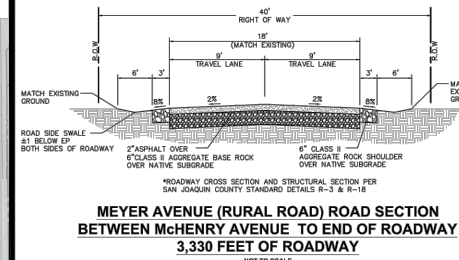 40'
RIGHT OF WAY
R.O.W
R.O.W
18'
(MATCH EXISTING)
9'
TRAVEL LANE
9'
TRAVEL LANE
6'
3'
3'
6'
MATCH EXISTING
GROUND
8%
2%
2%
8%
ROAD SIDE SWALE
±1 BELOW EP
BOTH SIDES OF ROADWAY
2"ASPHALT OVER
6"CLASS II AGGREGATE BASE ROCK
OVER NATIVE SUBGRADE
6" CLASS II
AGGREGATE ROCK SHOULDER
OVER NATIVE SUBGRADE
*ROADWAY CROSS SECTION AND STRUCTURAL SECTION PER
SAN JOAQUIN COUNTY STANDARD DETAILS R-3 & R-18
MEYER AVENUE (RURAL ROAD) ROAD SECTION
BETWEEN McHENRY AVENUE TO END OF ROADWAY
3,330 FEET OF ROADWAY
NOT TO SCALE